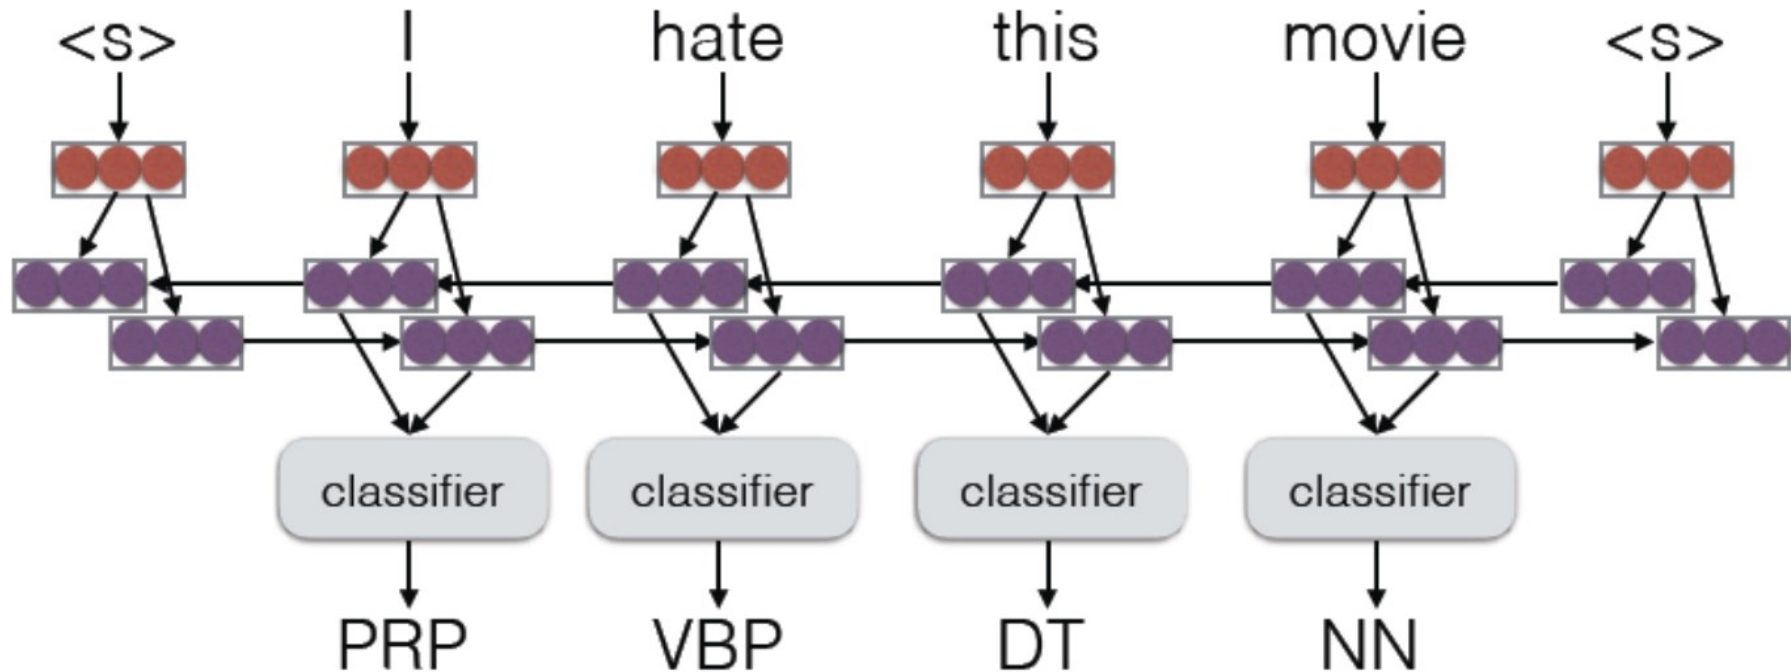 <s> I hate this movie <s>
classifier classifier classifier classifier
PRP VBP DT NN